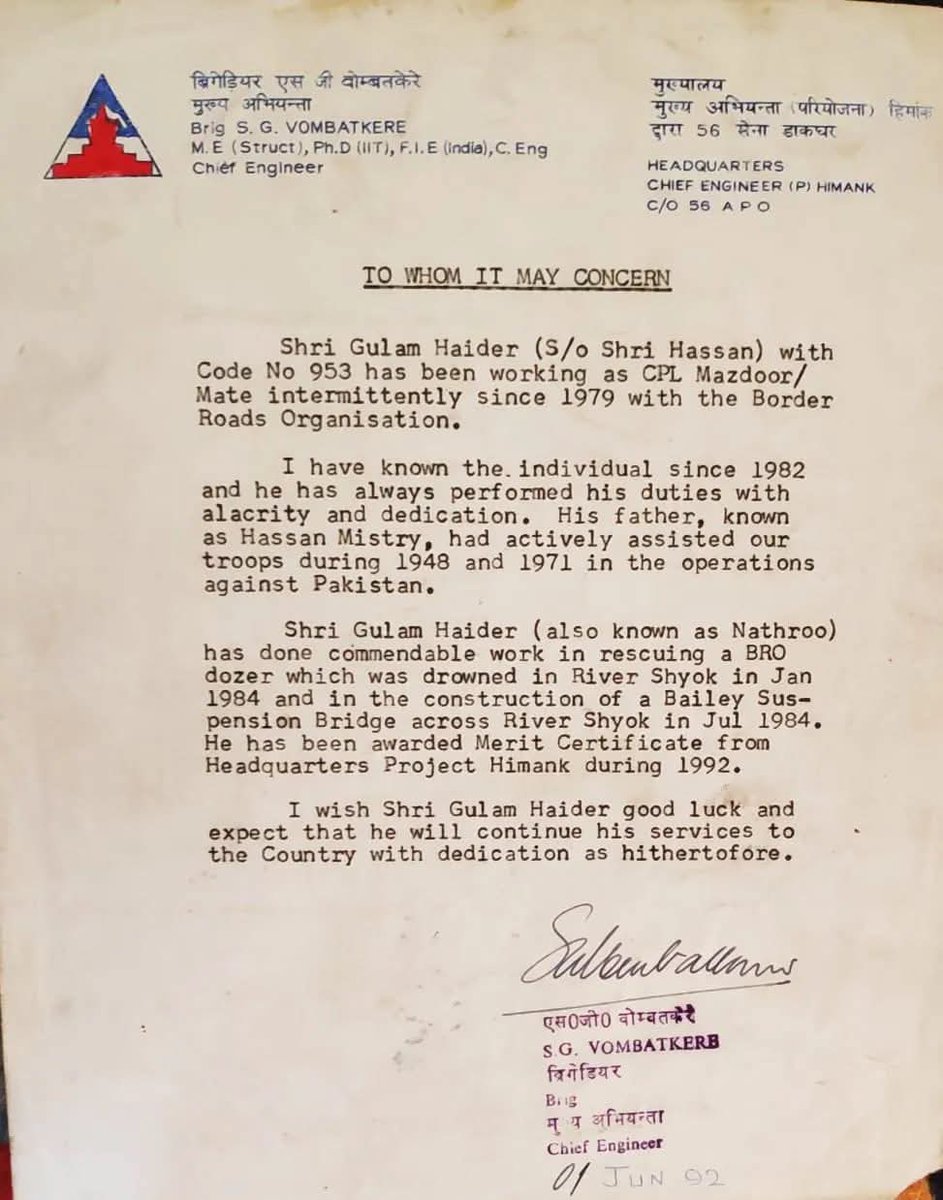 ब्रिगेडियर एस जी वोम्बतकेरे
मुख्य अभियन्ता
Brig S. G. VOMBATKERE
M. E (Struct), Ph.D (IIT), F.I.E (India), C. Eng
Chief Engineer
मुख्यालय
मुख्य अभियन्ता (परियोजना) हिमांक
द्वारा 56 सेना डाकघर
HEADQUARTERS
CHIEF ENGINEER (P) HIMANK
C/O 56 A P O
TO WHOM IT MAY CONCERN
Shri Gulam Haider (S/o Shri Hassan) with
Code No 953 has been working as CPL Mazdoor/
Mate intermittently since 1979 with the Border
Roads Organisation.
I have known the individual since 1982
and he has always performed his duties with
alacrity and dedication. His father, known
as Hassan Mistry, had actively assisted our
troops during 1948 and 1971 in the operations
against Pakistan.
Shri Gulam Haider (also known as Nathroo)
has done commendable work in rescuing a BRO
dozer which was drowned in River Shyok in Jan
1984 and in the construction of a Bailey Sus-
pension Bridge across River Shyok in Jul 1984.
He has been awarded Merit Certificate from
Headquarters Project Himank during 1992.
I wish Shri Gulam Haider good luck and
expect that he will continue his services to
the Country with dedication as hithertofore.
एस0जी0 वोम्बतकेरे
S.G. VOMBATKERE
ब्रिगेडियर
Brig
मुख्य अभियन्ता
Chief Engineer
01 JUN 92